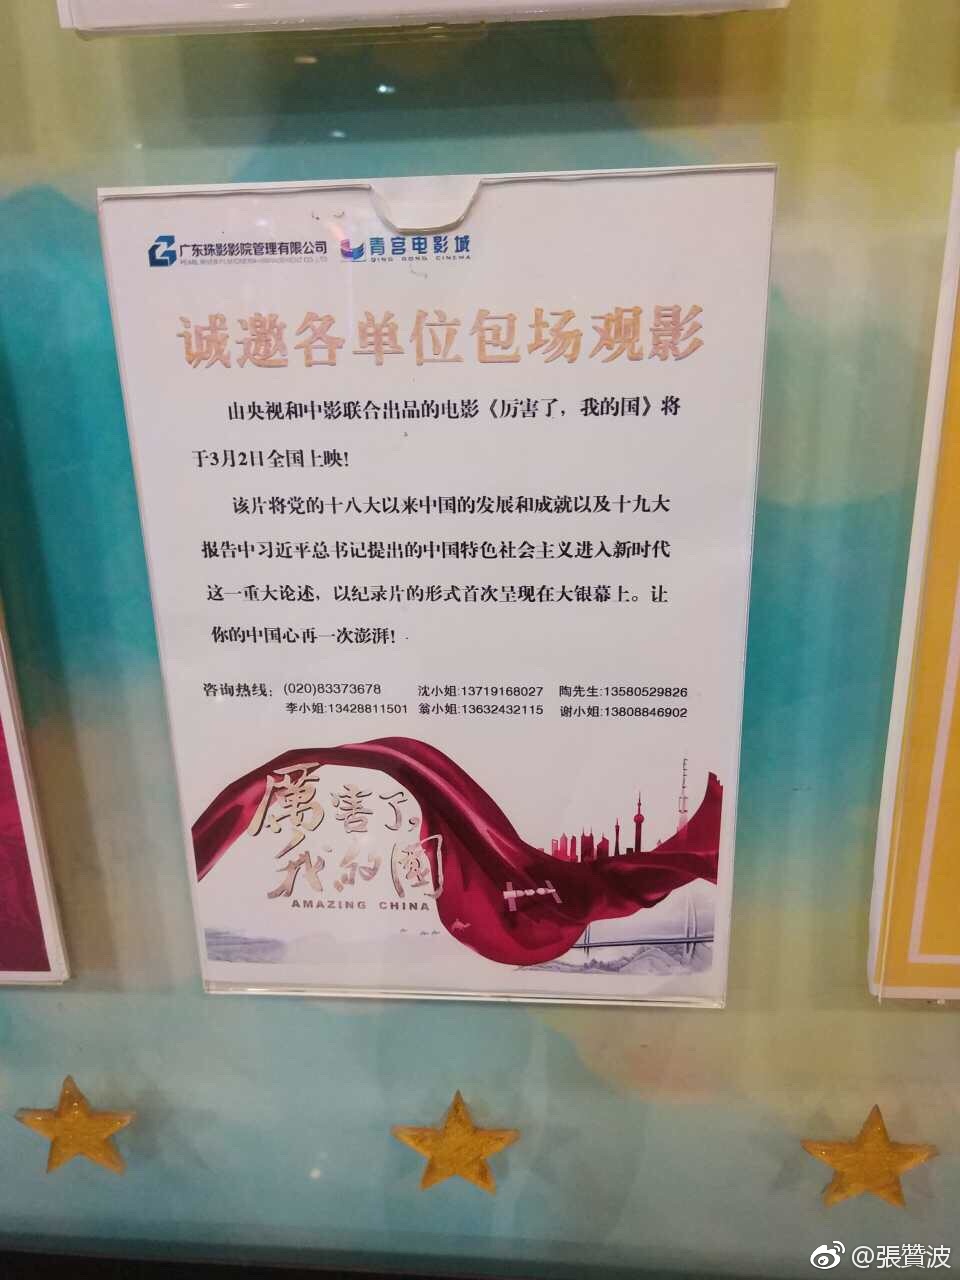 广东珠影影院管理有限公司
青宫电影城
QING GONG CINEMA
诚邀各单位包场观影
由央视和中影联合出品的电影《厉害了，我的国》将
于3月2日全国上映！
该片将党的十八大以来中国的发展和成就以及十九大
报告中习近平总书记提出的中国特色社会主义进入新时代
这一重大论述，以纪录片的形式首次呈现在大银幕上。让
你的中国心再一次澎湃！
咨询热线：(020)83373678 沈小姐:13719168027 陶先生:13580529826
李小姐:13428811501 翁小姐:13632432115 谢小姐:13808846902
厲害了，
我的國
AMAZING CHINA
@張贊波